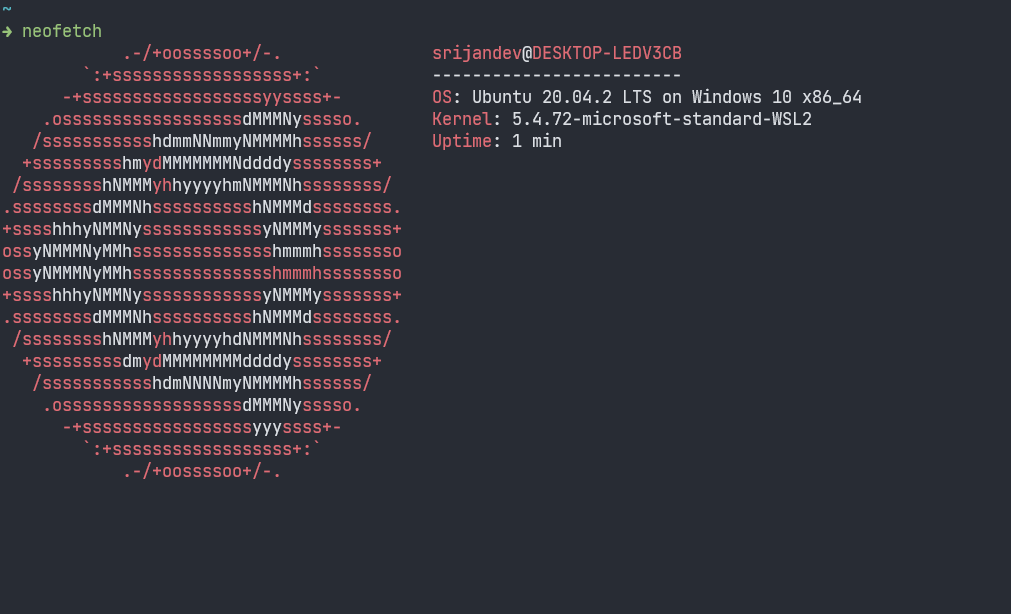 ~
→ neofetch
            .-/+oossssoo+/-.               srijandev@DESKTOP-LEDV3CB
        `:+ssssssssssssssssss+:`           -------------------------
      -+ssssssssssssssssssyyssss+-         OS: Ubuntu 20.04.2 LTS on Windows 10 x86_64
    .ossssssssssssssssssdMMMNysssso.       Kernel: 5.4.72-microsoft-standard-WSL2
   /ssssssssssshdmmNNmmyNMMMMhssssss/      Uptime: 1 min
  +ssssssssshmydMMMMMMMNddddyssssssss+
 /sssssssshNMMMyhhyyyyhmNMMMNhssssssss/
.ssssssssdMMMNhsssssssssshNMMMdssssssss.
+sssshhhyNMMNyssssssssssssyNMMMysssssss+
ossyNMMMNyMMhsssssssssssssshmmmhssssssso
ossyNMMMNyMMhsssssssssssssshmmmhssssssso
+sssshhhyNMMNyssssssssssssyNMMMysssssss+
.ssssssssdMMMNhsssssssssshNMMMdssssssss.
 /sssssssshNMMMyhhyyyyhdNMMMNhssssssss/
  +sssssssssdmydMMMMMMMMddddyssssssss+
   /ssssssssssshdmNNNNmyNMMMMhssssss/
    .ossssssssssssssssssdMMMNysssso.
      -+sssssssssssssssssyyyssss+-
        `:+ssssssssssssssssss+:`
            .-/+oossssoo+/-.